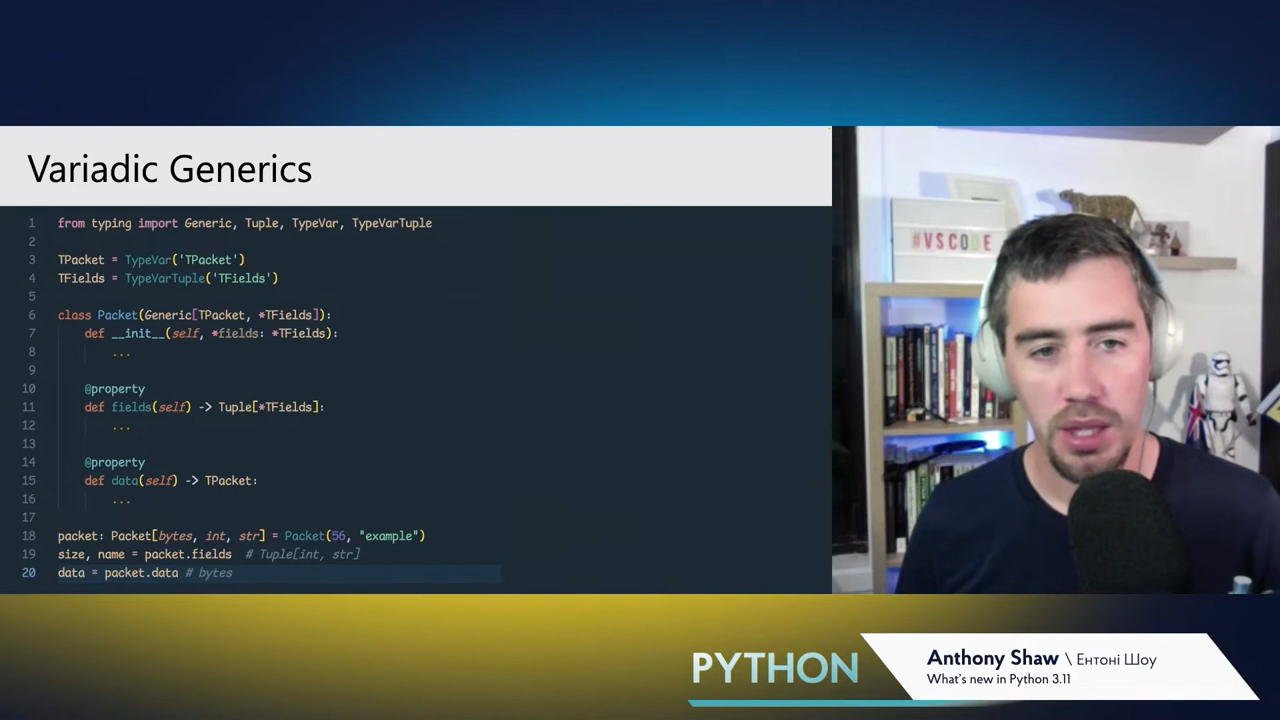 Variadic Generics
1 from typing import Generic, Tuple, TypeVar, TypeVarTuple
2
3 TPacket = TypeVar('TPacket')
4 TFields = TypeVarTuple('TFields')
5
6 class Packet(Generic[TPacket, *TFields]):
7 def __init__(self, *fields: *TFields):
8 ...
9
10 @property
11 def fields(self) -> Tuple[*TFields]:
12 ...
13
14 @property
15 def data(self) -> TPacket:
16 ...
17
18 packet: Packet[bytes, int, str] = Packet(56, "example")
19 size, name = packet.fields # Tuple[int, str]
20 data = packet.data # bytes
#VSCODE
PYTHON
Anthony Shaw \ Ентоні Шоу
What's new in Python 3.11